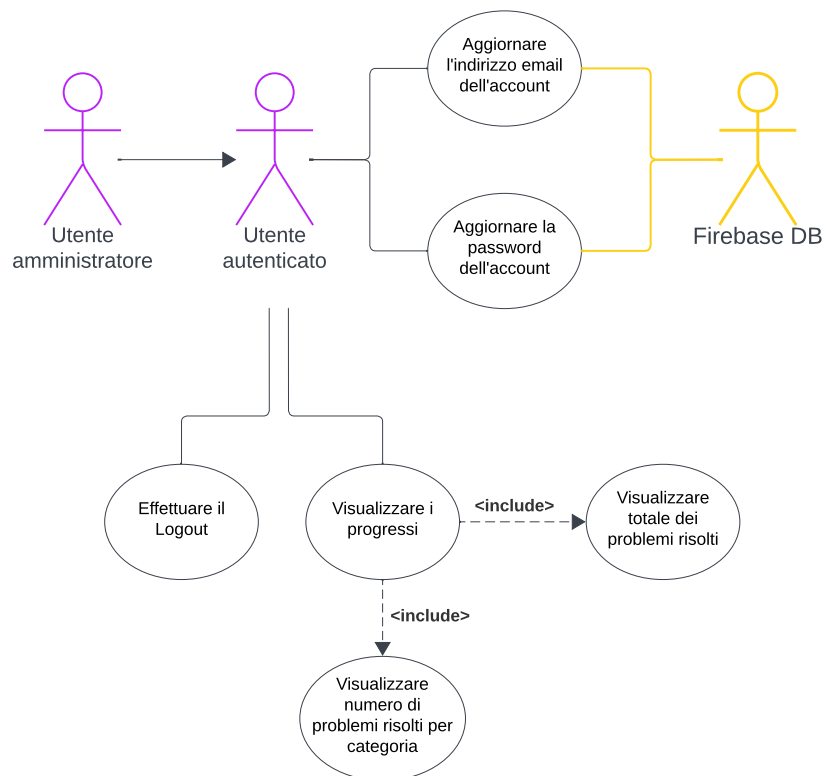 Aggiornare
l'indirizzo email
dell'account
Utente
amministratore
Utente
autenticato
Aggiornare la
password
dell'account
Firebase DB
Effettuare il
Logout
Visualizzare i
progressi
<include>
Visualizzare
totale dei
problemi risolti
<include>
Visualizzare
numero di
problemi risolti per
categoria